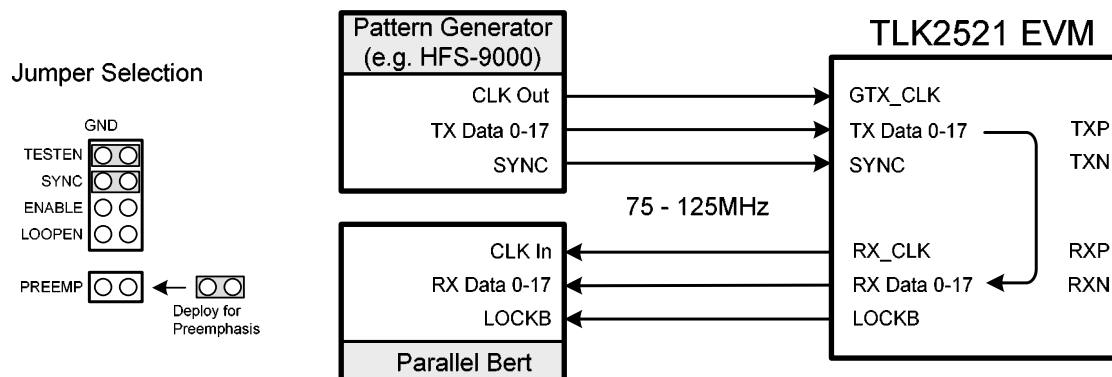 Jumper Selection
GND
TESTEN
SYNC
ENABLE
LOOPEN
PREEMP
Deploy for
Preemphasis
Pattern Generator
(e.g. HFS-9000)
CLK Out
TX Data 0-17
SYNC
75 - 125MHz
CLK In
RX Data 0-17
LOCKB
Parallel Bert
TLK2521 EVM
GTX_CLK
TX Data 0-17
TXP
SYNC
TXN
RX_CLK
RXP
RX Data 0-17
RXN
LOCKB